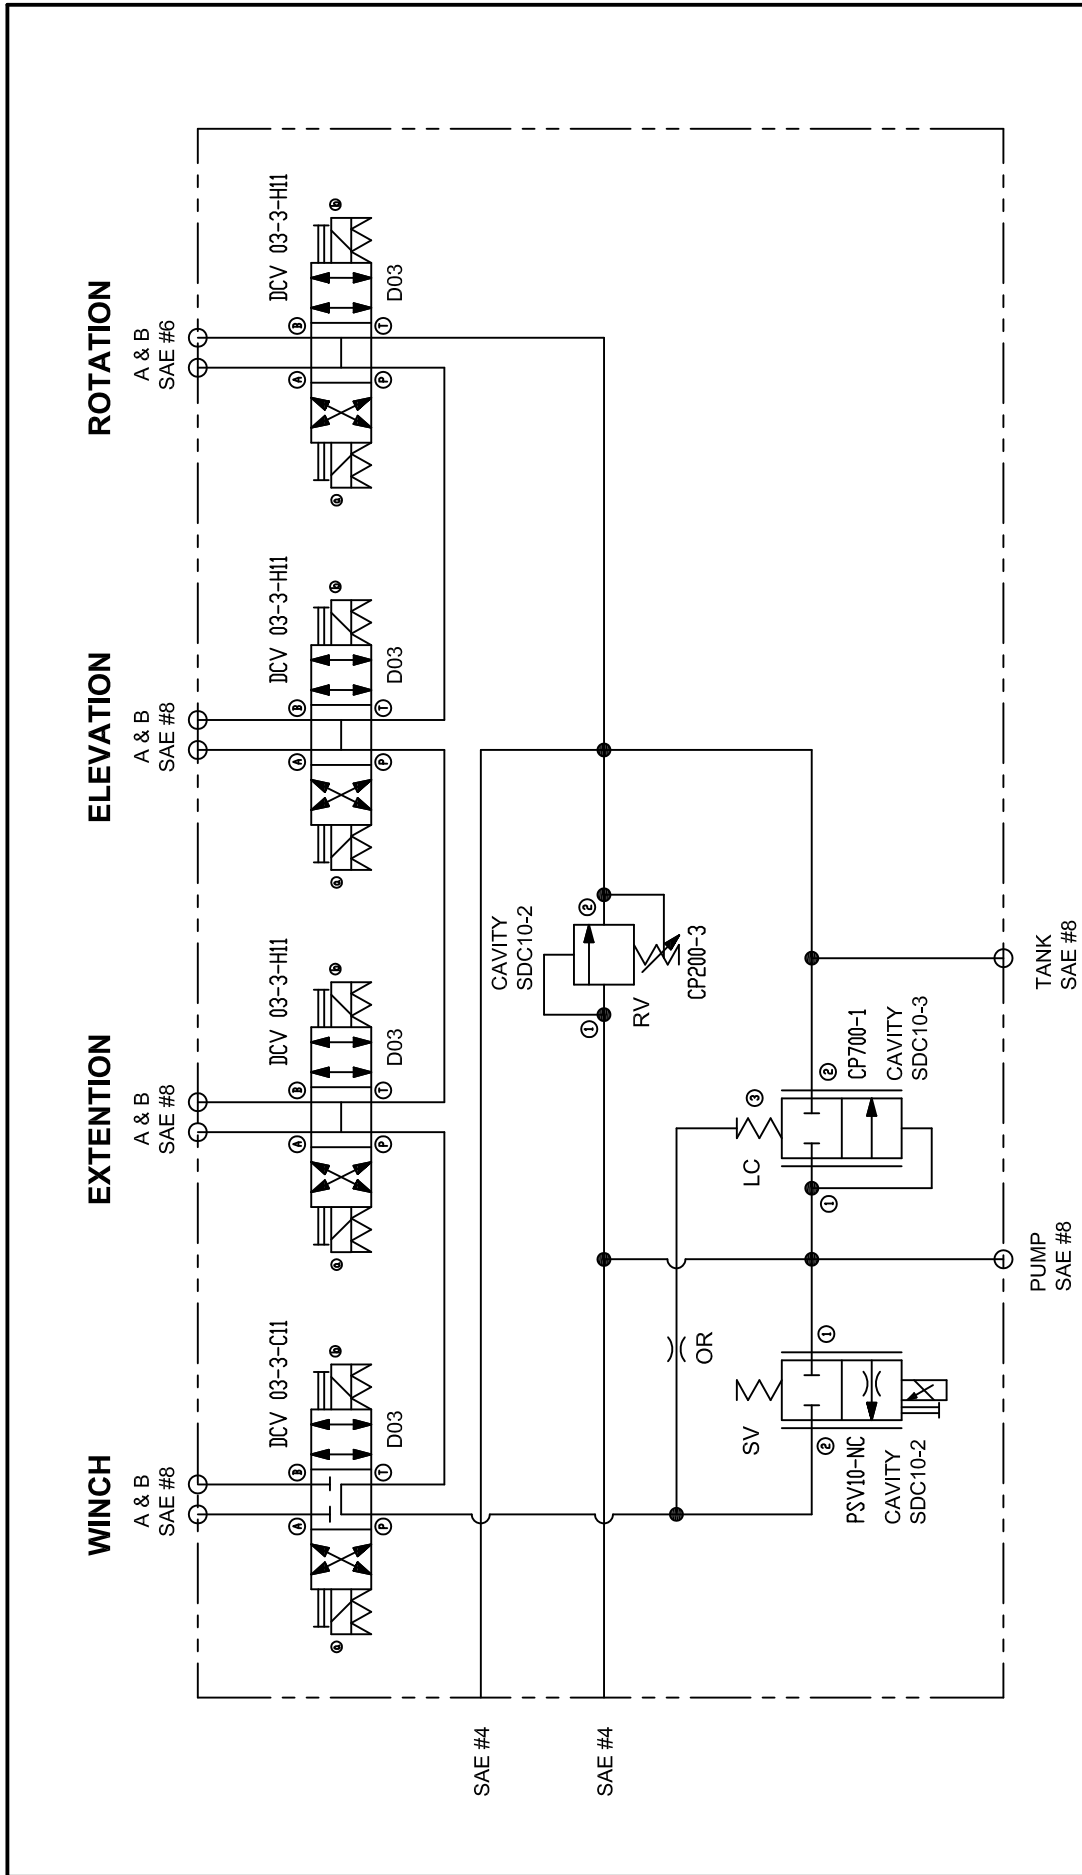 WINCH
A & B
SAE #8
EXTENTION
A & B
SAE #8
ELEVATION
A & B
SAE #8
ROTATION
A & B
SAE #6
DCV 03-3-C11
a
A
B
P
T
b
D03
DCV 03-3-H11
a
A
B
P
T
b
D03
DCV 03-3-H11
a
A
B
P
T
b
D03
DCV 03-3-H11
a
A
B
P
T
b
D03
SAE #4
SAE #4
CAVITY
SDC10-2
1
2
RV
CP200-3
OR
SV
2
1
PSV10-NC
CAVITY
SDC10-2
LC
3
1
2
CP700-1
CAVITY
SDC10-3
PUMP
SAE #8
TANK
SAE #8